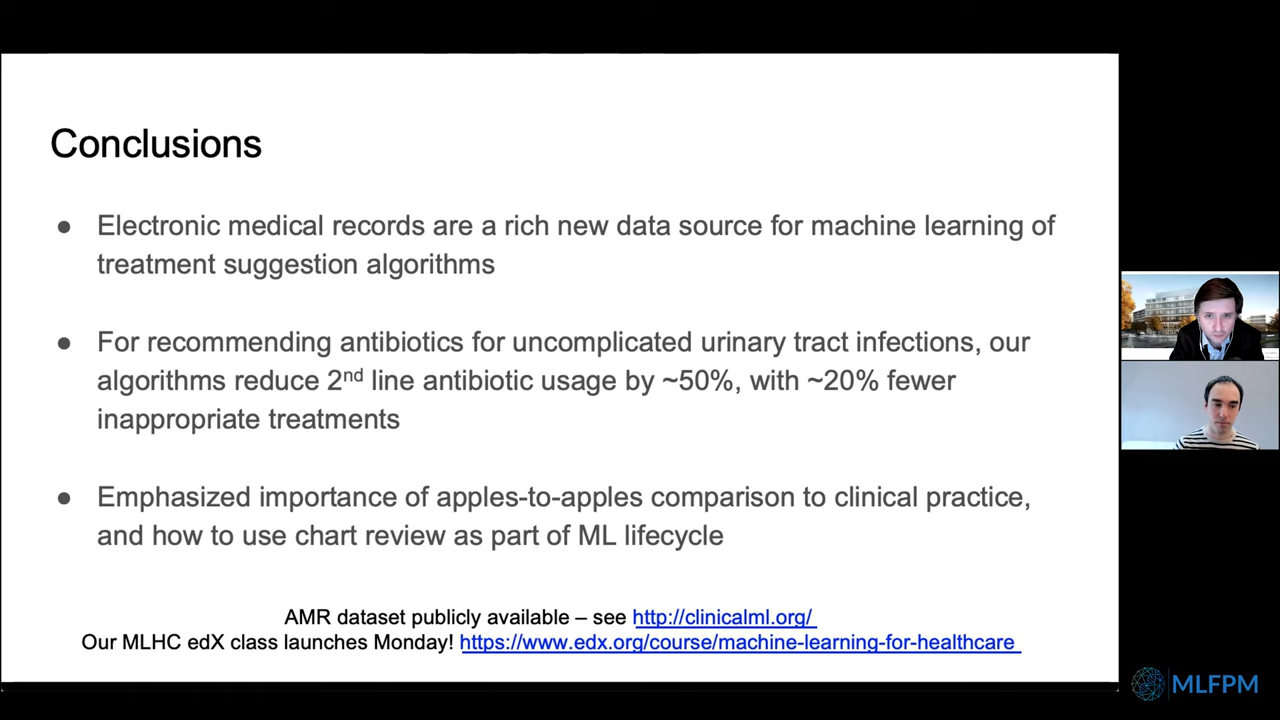 Conclusions
● Electronic medical records are a rich new data source for machine learning of
treatment suggestion algorithms
● For recommending antibiotics for uncomplicated urinary tract infections, our
algorithms reduce 2nd line antibiotic usage by ~50%, with ~20% fewer
inappropriate treatments
● Emphasized importance of apples-to-apples comparison to clinical practice,
and how to use chart review as part of ML lifecycle
AMR dataset publicly available – see http://clinicalml.org/
Our MLHC edX class launches Monday! https://www.edx.org/course/machine-learning-for-healthcare
MLFPM